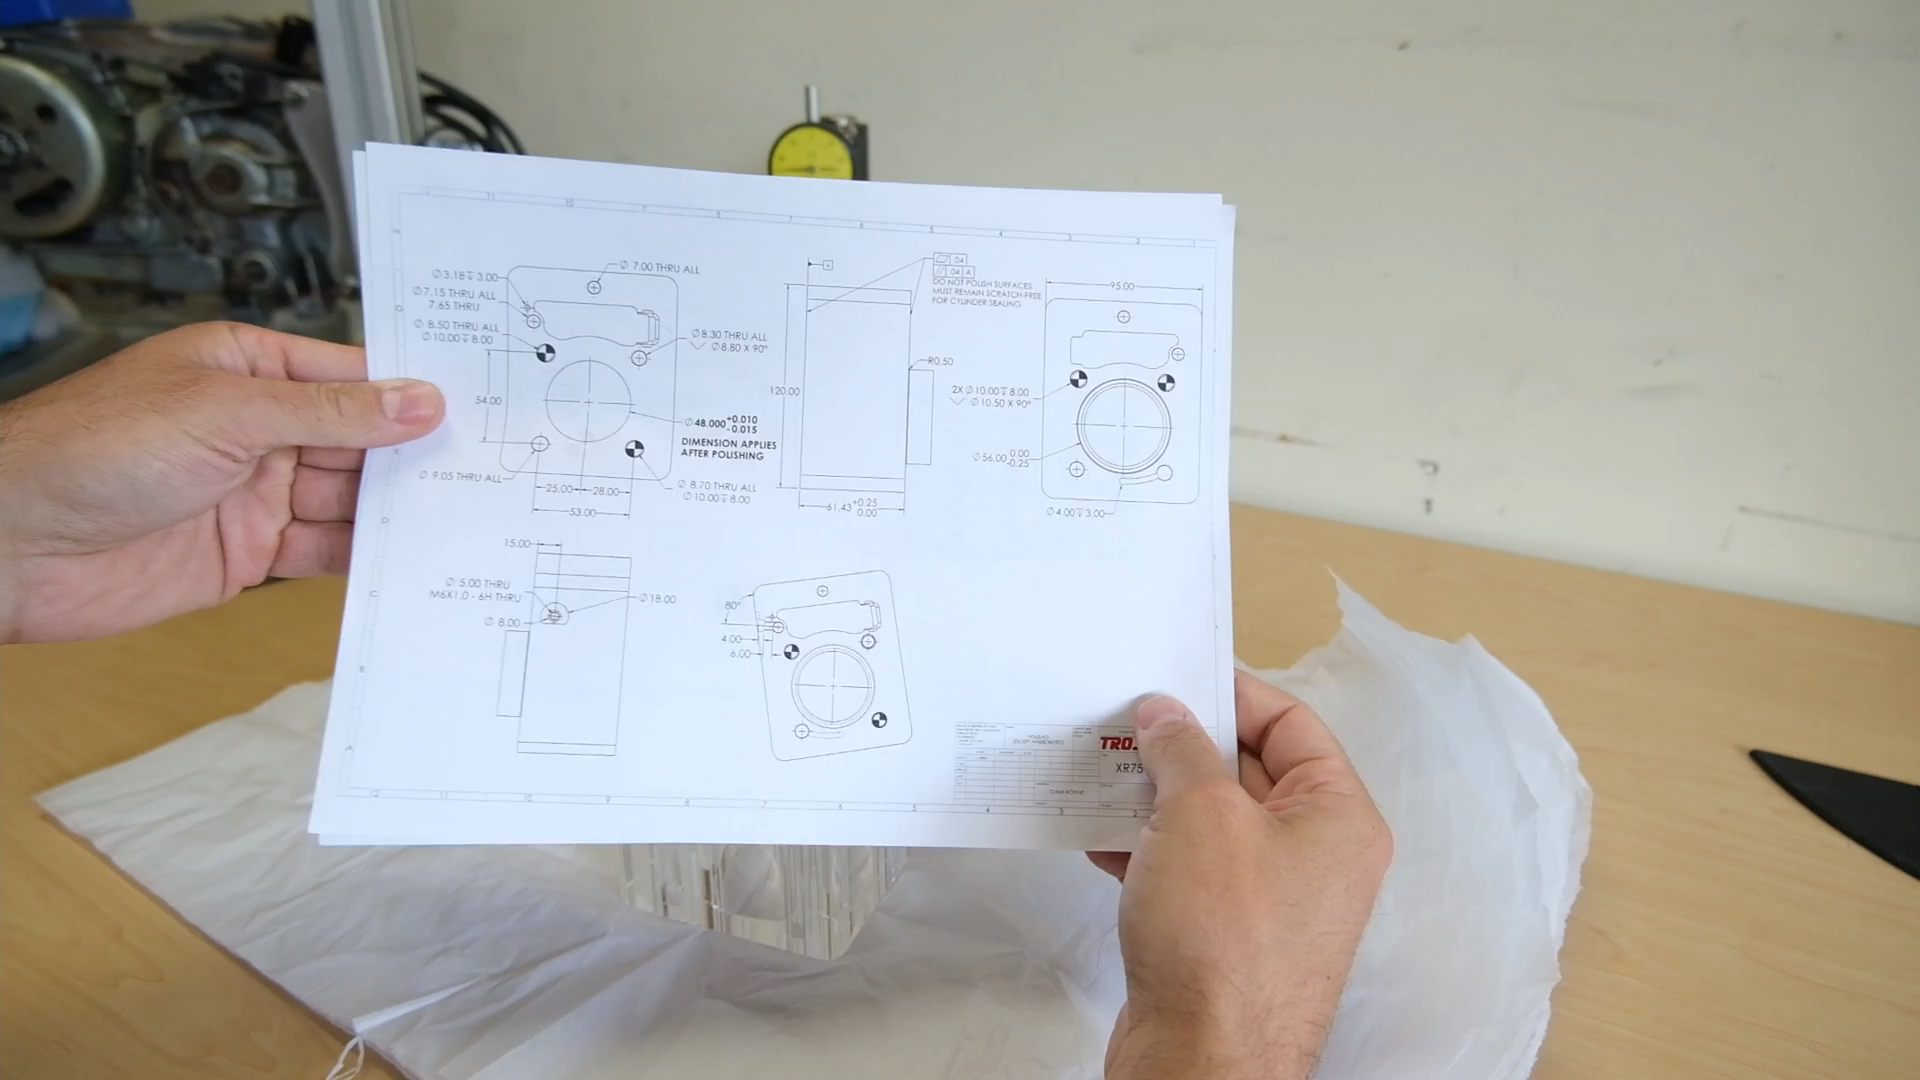 ∅ 7.00 THRU ALL
∅3.18↧3.00
∅7.15 THRU ALL
7.65 THRU
∅ 8.50 THRU ALL
∅10.00↧8.00
54.00
∅ 9.05 THRU ALL
25.00
28.00
53.00
∅8.30 THRU ALL
∅8.80 X 90°
∅48.000 +0.010
-0.015
DIMENSION APPLIES
AFTER POLISHING
∅ 8.70 THRU ALL
∅10.00↧8.00
A
120.00
61.43 +0.25
0.00
.04
// .04 A
DO NOT POLISH SURFACES
MUST REMAIN SCRATCH-FREE
FOR CYLINDER SEALING
R0.50
95.00
2X ∅10.00↧8.00
∅10.50 X 90°
∅56.00 0.00
-0.25
∅4.00↧3.00
15.00
∅ 5.00 THRU
M6X1.0 - 6H THRU
∅ 8.00
∅18.00
80°
4.00
6.00
TRO
XR75
CLEAR ACRYLIC